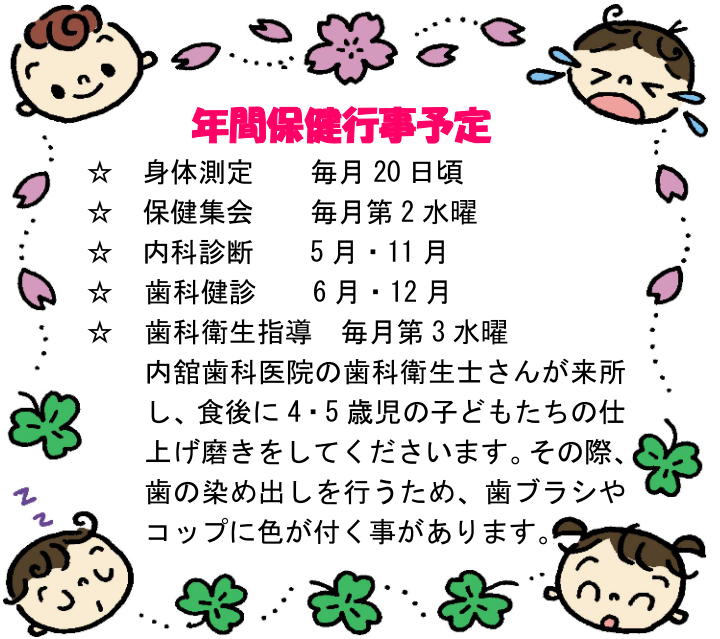 年間保健行事予定
☆ 身体測定 毎月20日頃
☆ 保健集会 毎月第2水曜
☆ 内科診断 5月・11月
☆ 歯科健診 6月・12月
☆ 歯科衛生指導 毎月第3水曜
内舘歯科医院の歯科衛生士さんが来所
し、食後に4・5歳児の子どもたちの仕
上げ磨きをしてくださいます。その際、
歯の染め出しを行うため、歯ブラシや
コップに色が付く事があります。
z
z